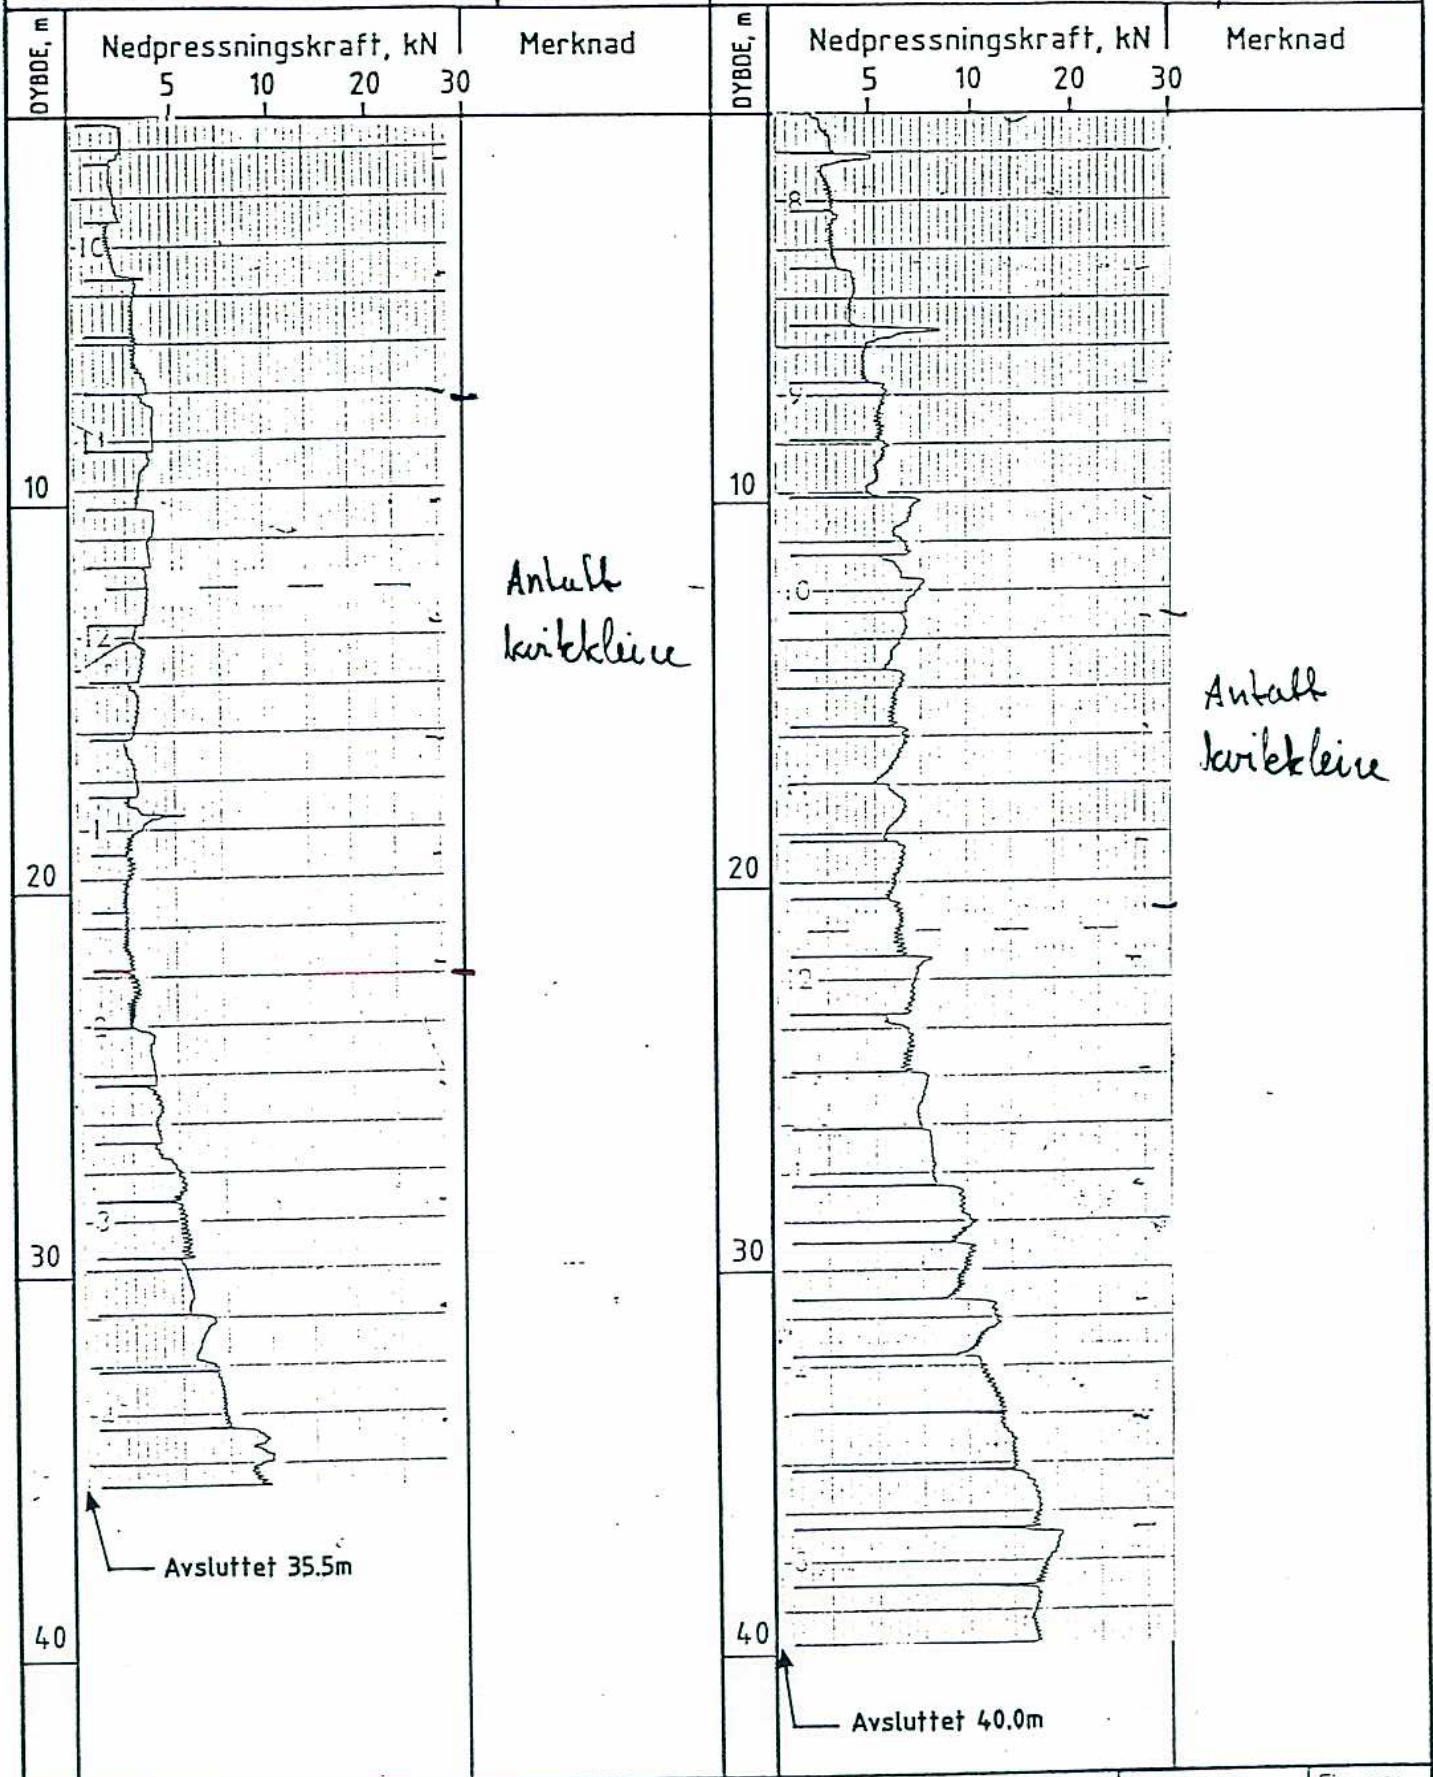 DYBDE, m
Nedpressningskraft, kN
Merknad
5 10 20 30
10
20
30
40
Antatt
kvikkleire
Avsluttet 35.5m
DYBDE, m
Nedpressningskraft, kN
Merknad
5 10 20 30
10
20
30
40
Antatt
kvikkleire
Avsluttet 40.0m